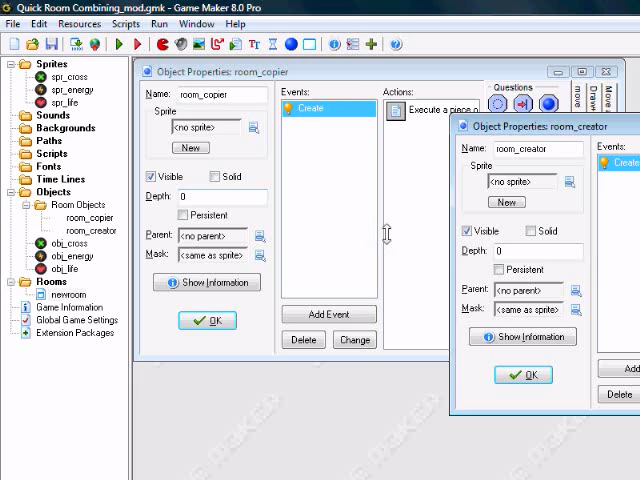 Quick Room Combining_mod.gmk - Game Maker 8.0 Pro
File Edit Resources Scripts Run Window Help
Sprites
spr_cross
spr_energy
spr_life
Sounds
Backgrounds
Paths
Scripts
Fonts
Time Lines
Objects
Room Objects
room_copier
room_creator
obj_cross
obj_energy
obj_life
Rooms
newroom
Game Information
Global Game Settings
Extension Packages
Object Properties: room_copier
Name: room_copier
Sprite
<no sprite>
New
Visible Solid
Depth: 0
Persistent
Parent: <no parent>
Mask: <same as sprite>
Show Information
OK
Events:
Create
Add Event
Delete Change
Actions:
Execute a piece o
Questions
move
Draw
Move
Object Properties: room_creator
Name: room_creator
Sprite
<no sprite>
New
Visible Solid
Depth: 0
Persistent
Parent: <no parent>
Mask: <same as sprite>
Show Information
OK
Events:
Create
Add
Delete